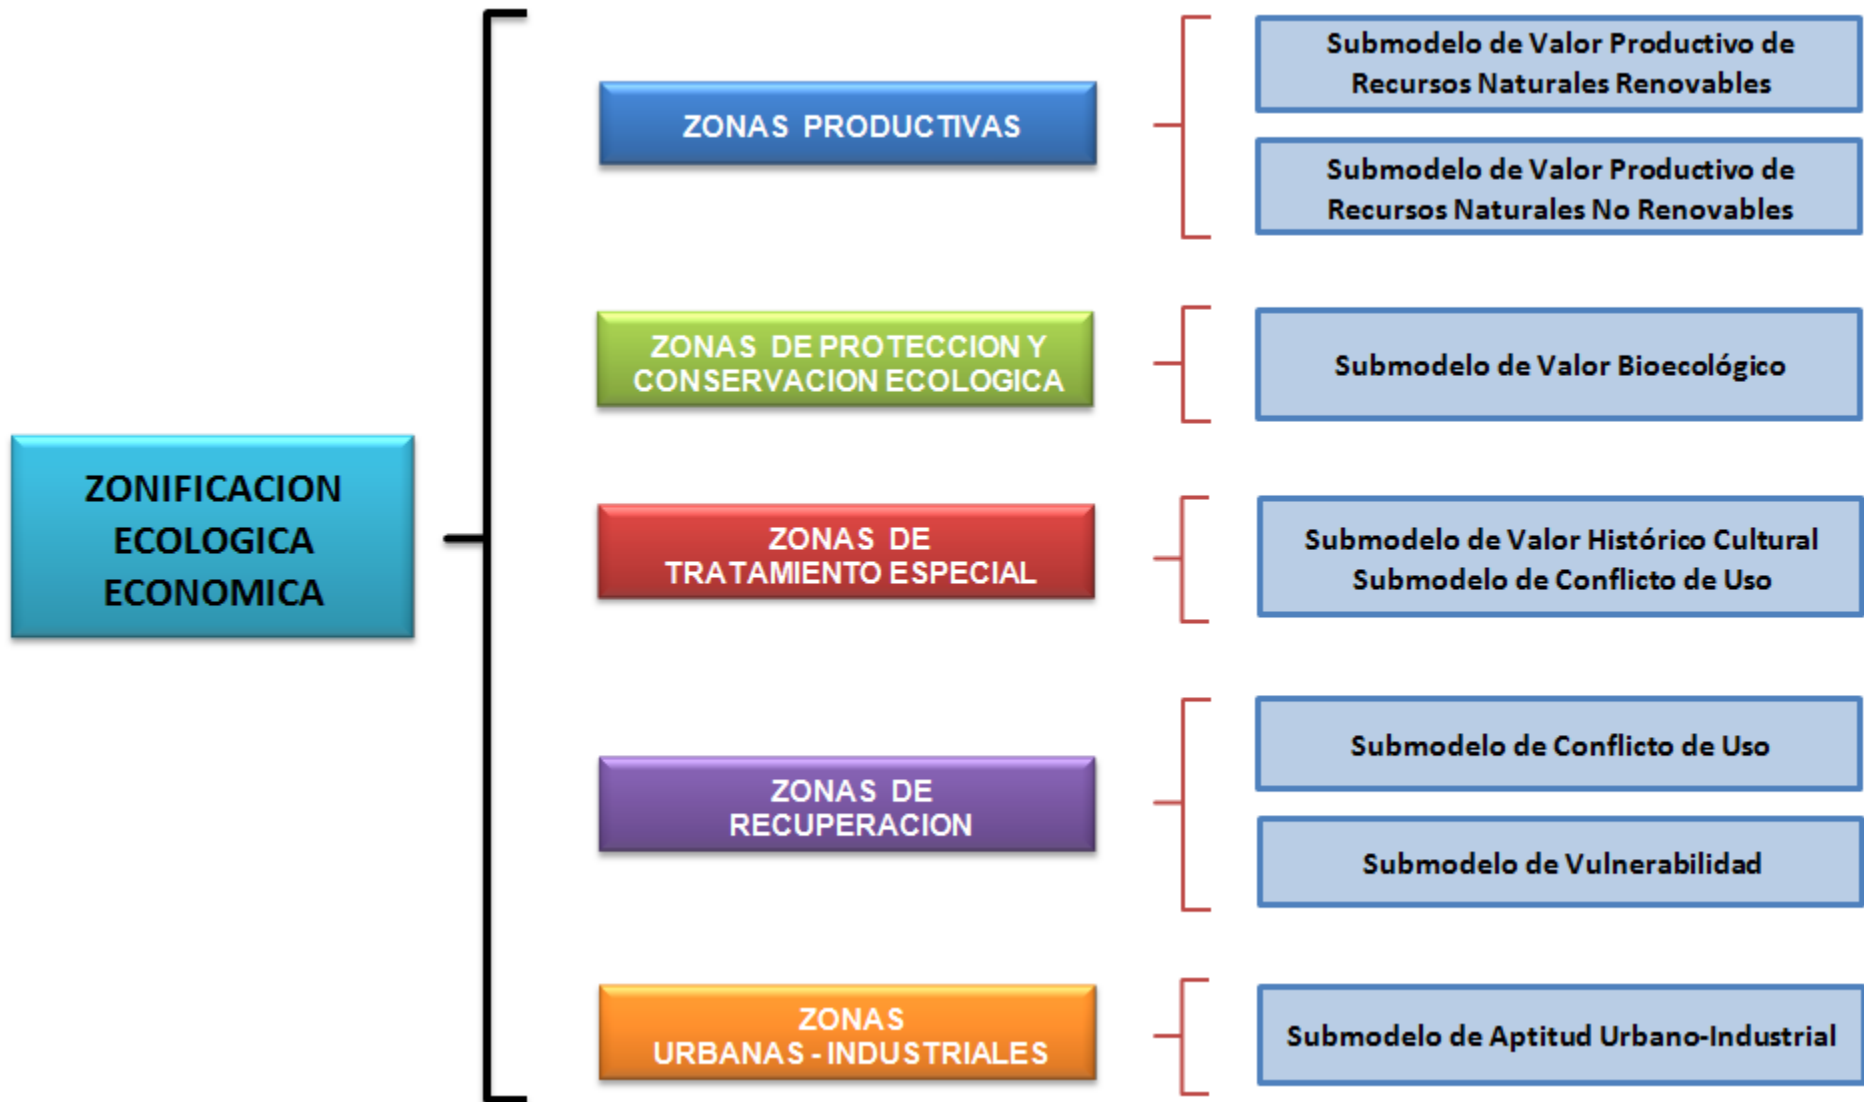 ZONIFICACION
ECOLOGICA
ECONOMICA
ZONAS PRODUCTIVAS
Submodelo de Valor Productivo de
Recursos Naturales Renovables
Submodelo de Valor Productivo de
Recursos Naturales No Renovables
ZONAS DE PROTECCION Y
CONSERVACION ECOLOGICA
Submodelo de Valor Bioecológico
ZONAS DE
TRATAMIENTO ESPECIAL
Submodelo de Valor Histórico Cultural
Submodelo de Conflicto de Uso
ZONAS DE
RECUPERACION
Submodelo de Conflicto de Uso
Submodelo de Vulnerabilidad
ZONAS
URBANAS - INDUSTRIALES
Submodelo de Aptitud Urbano-Industrial